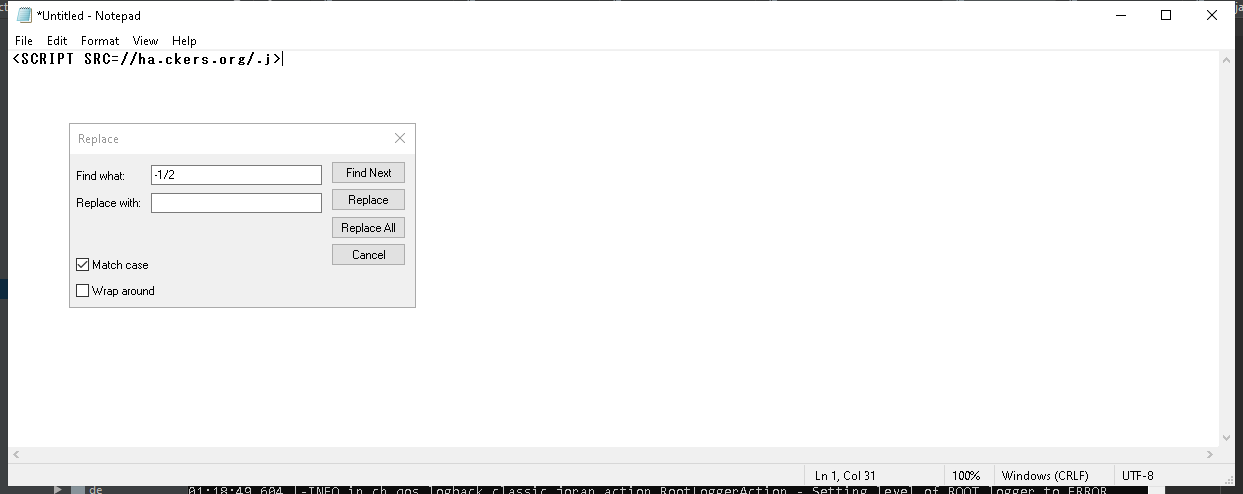 *Untitled - Notepad
File Edit Format View Help
<SCRIPT SRC=//ha.ckers.org/.j>
Replace
Find what: -1/2 Find Next
Replace with: Replace
Replace All
Cancel
Match case
Wrap around
Ln 1, Col 31 100% Windows (CRLF) UTF-8
de 01:18:49,604 |-INFO in ch.qos.logback.classic.joran.action.RootLoggerAction - Setting level of ROOT logger to ERROR